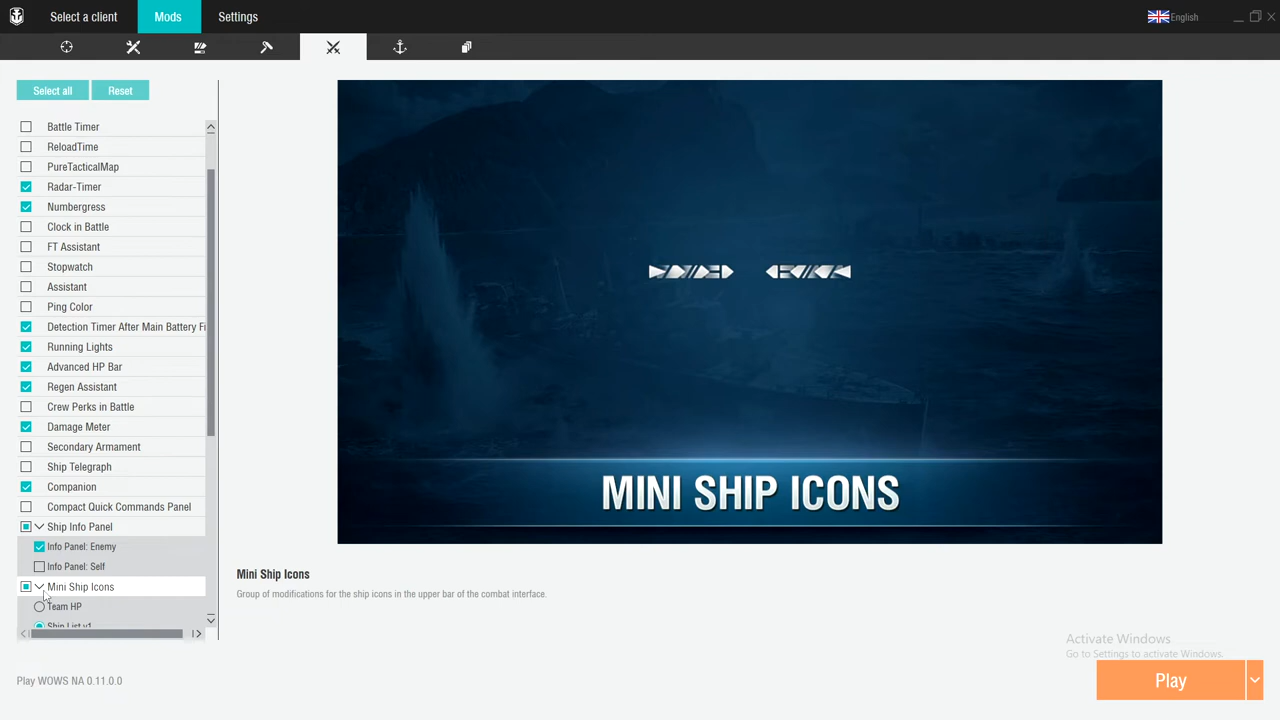 Select a client
Mods
Settings
English
Select all
Reset
Battle Timer
ReloadTime
PureTacticalMap
Radar-Timer
Numbergress
Clock in Battle
FT Assistant
Stopwatch
Assistant
Ping Color
Detection Timer After Main Battery Fi
Running Lights
Advanced HP Bar
Regen Assistant
Crew Perks in Battle
Damage Meter
Secondary Armament
Ship Telegraph
Companion
Compact Quick Commands Panel
Ship Info Panel
Info Panel: Enemy
Info Panel: Self
Mini Ship Icons
Team HP
Ship List v1
MINI SHIP ICONS
Mini Ship Icons
Group of modifications for the ship icons in the upper bar of the combat interface.
Activate Windows
Go to Settings to activate Windows.
Play WOWS NA 0.11.0.0
Play